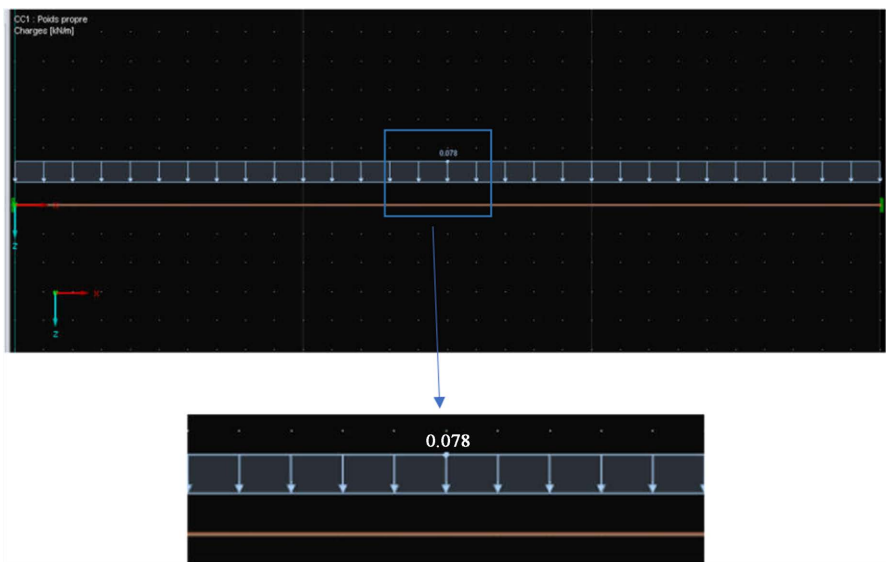 CC1 : Poids propre
Charges [kN/m]
0.078
X
Z
X
Z
0.078